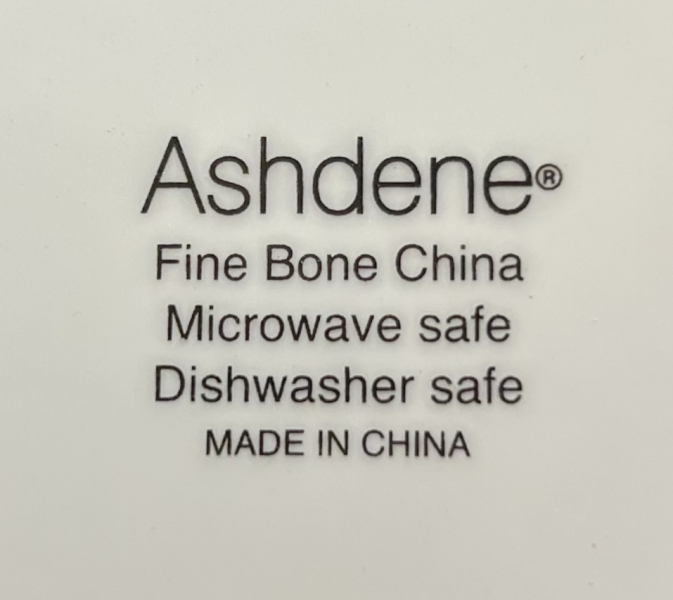 Ashdene®
Fine Bone China
Microwave safe
Dishwasher safe
MADE IN CHINA